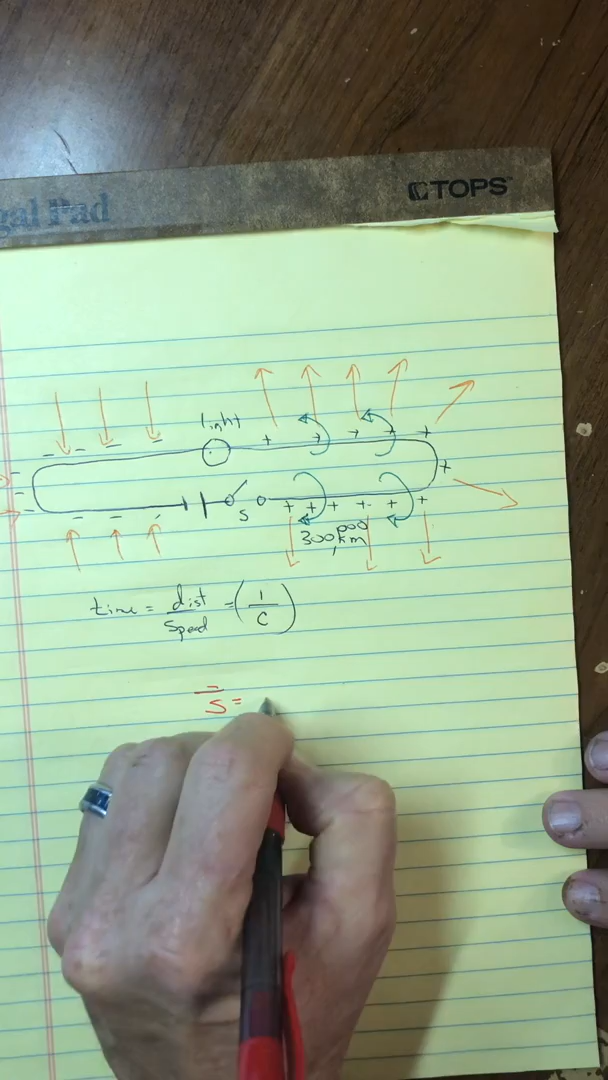 TOPS
gal Pad
light
S
300,000
km
time = dist / speed = (1 / c)
S =